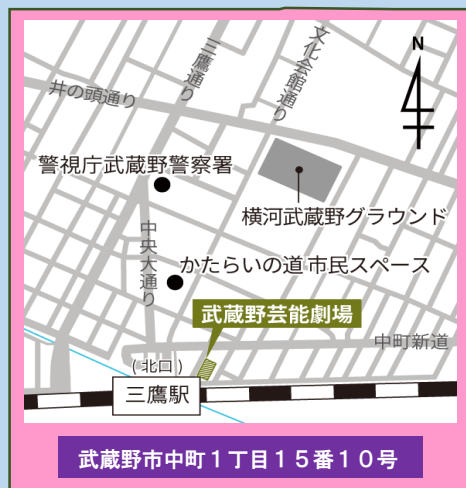 N
三鷹通り
文化会館通り
井の頭通り
警視庁武蔵野警察署
横河武蔵野グラウンド
中央大通り
かたらいの道 市民スペース
武蔵野芸能劇場
中町新道
（北口）
三鷹駅
武蔵野市中町１丁目１５番１０号